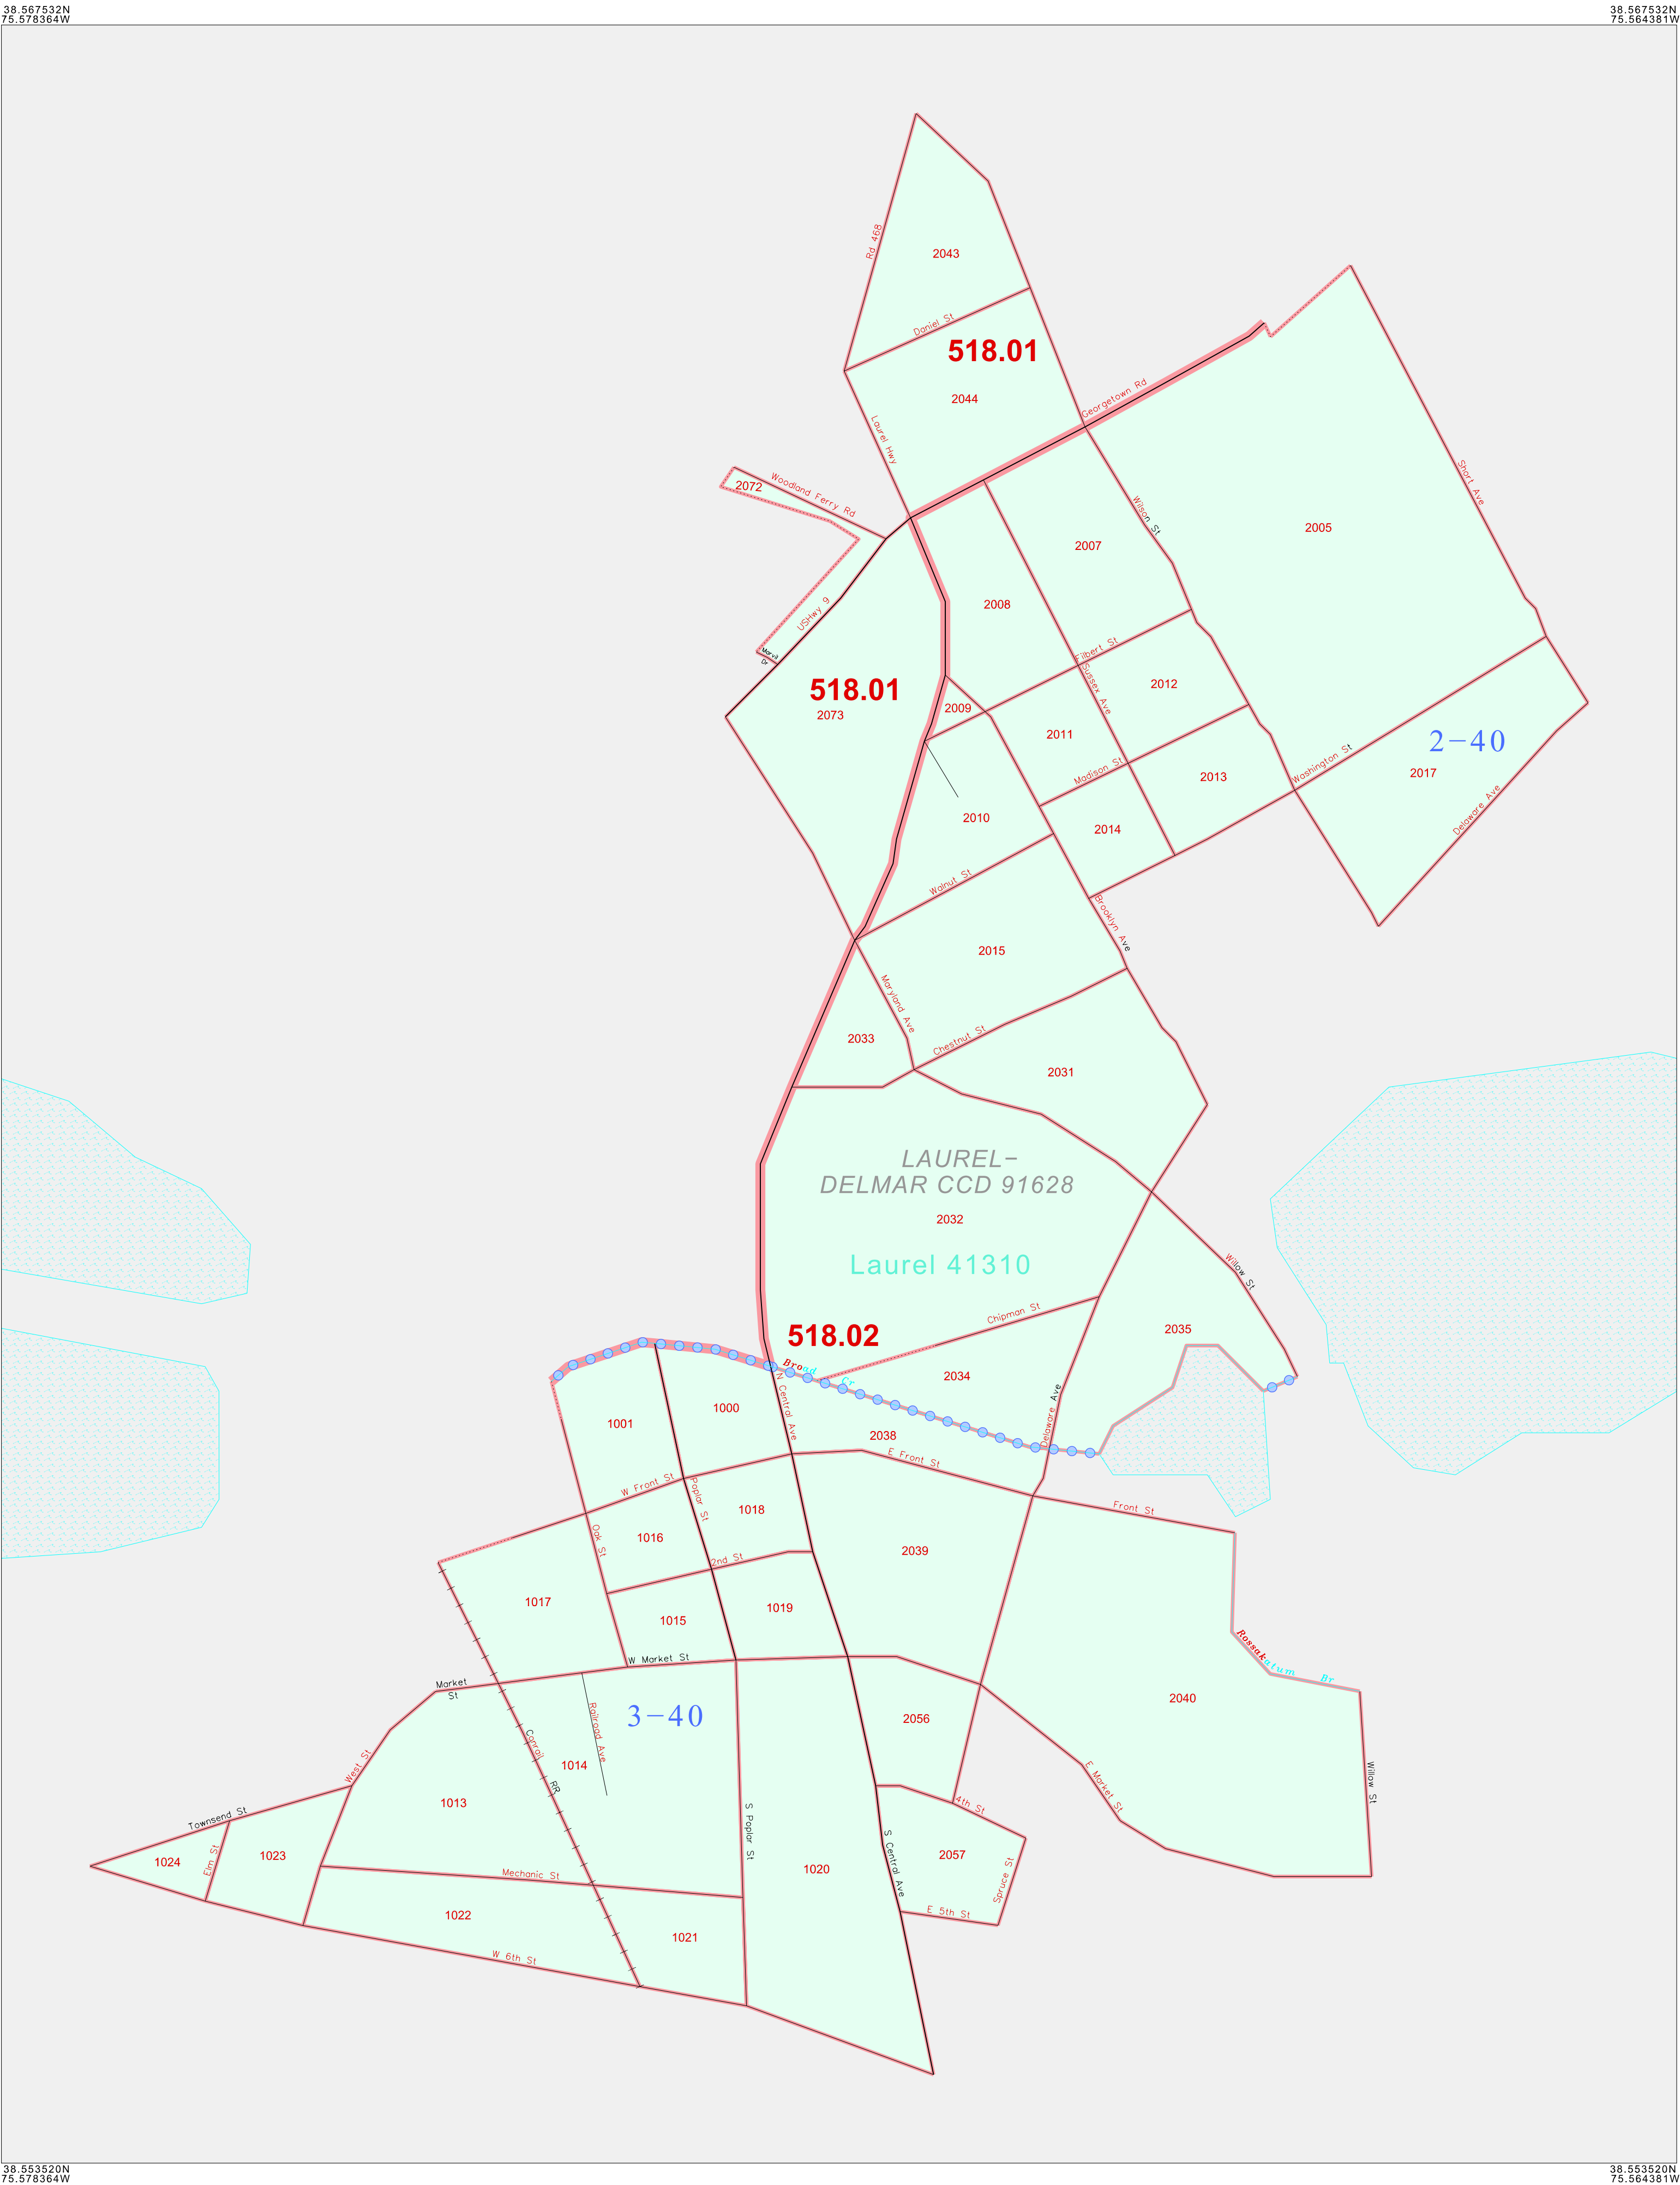 38.567532N
75.578364W
38.567532N
75.564381W
2043
Rd 468
Daniel St
518.01
2044
Georgetown Rd
Laurel Hwy
2072
Woodland Ferry Rd
Short Ave
Wilson St
2005
2007
2008
USHwy 9
Marvil
Dr
Filbert St
Sussex Ave
2012
518.01
2073
2009
2011
2-40
Washington St
Madison St
2013
2017
2010
2014
Delaware Ave
Walnut St
Brooklyn Ave
2015
Maryland Ave
2033
Chestnut St
2031
LAUREL-
DELMAR CCD 91628
2032
Laurel 41310
Willow St
Chipman St
518.02
2035
Broad Cr
2034
N Central Ave
1000
1001
Delaware Ave
2038
E Front St
W Front St
Poplar St
1018
Front St
1016
Oak St
2nd St
2039
1017
1015
1019
Rossakatum Br
W Market St
Market
St
2040
3-40
Railroad Ave
2056
Conrail RR
1014
West St
E Market St
Willow St
1013
4th St
Townsend St
S Poplar St
S Central Ave
2057
1024
Elm St
1023
Mechanic St
1020
Spruce St
E 5th St
1022
1021
W 6th St
38.553520N
75.578364W
38.553520N
75.564381W